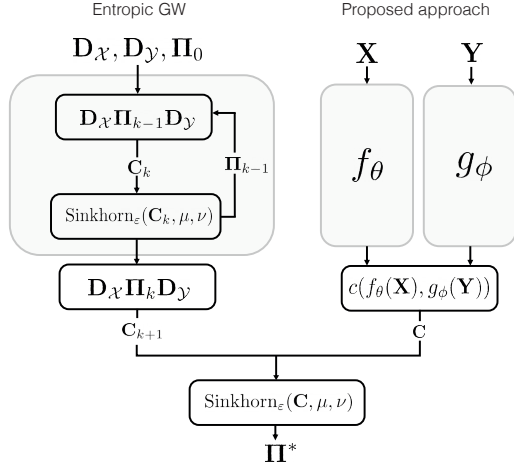 Entropic GW
D_𝒳, D_𝒴, Π_0
D_𝒳 Π_{k−1} D_𝒴
C_k
Π_{k−1}
Sinkhorn_ε(C_k, μ, ν)
D_𝒳 Π_k D_𝒴
C_{k+1}
Proposed approach
X Y
f_θ g_ϕ
c(f_θ(X), g_ϕ(Y))
C
Sinkhorn_ε(C, μ, ν)
Π*